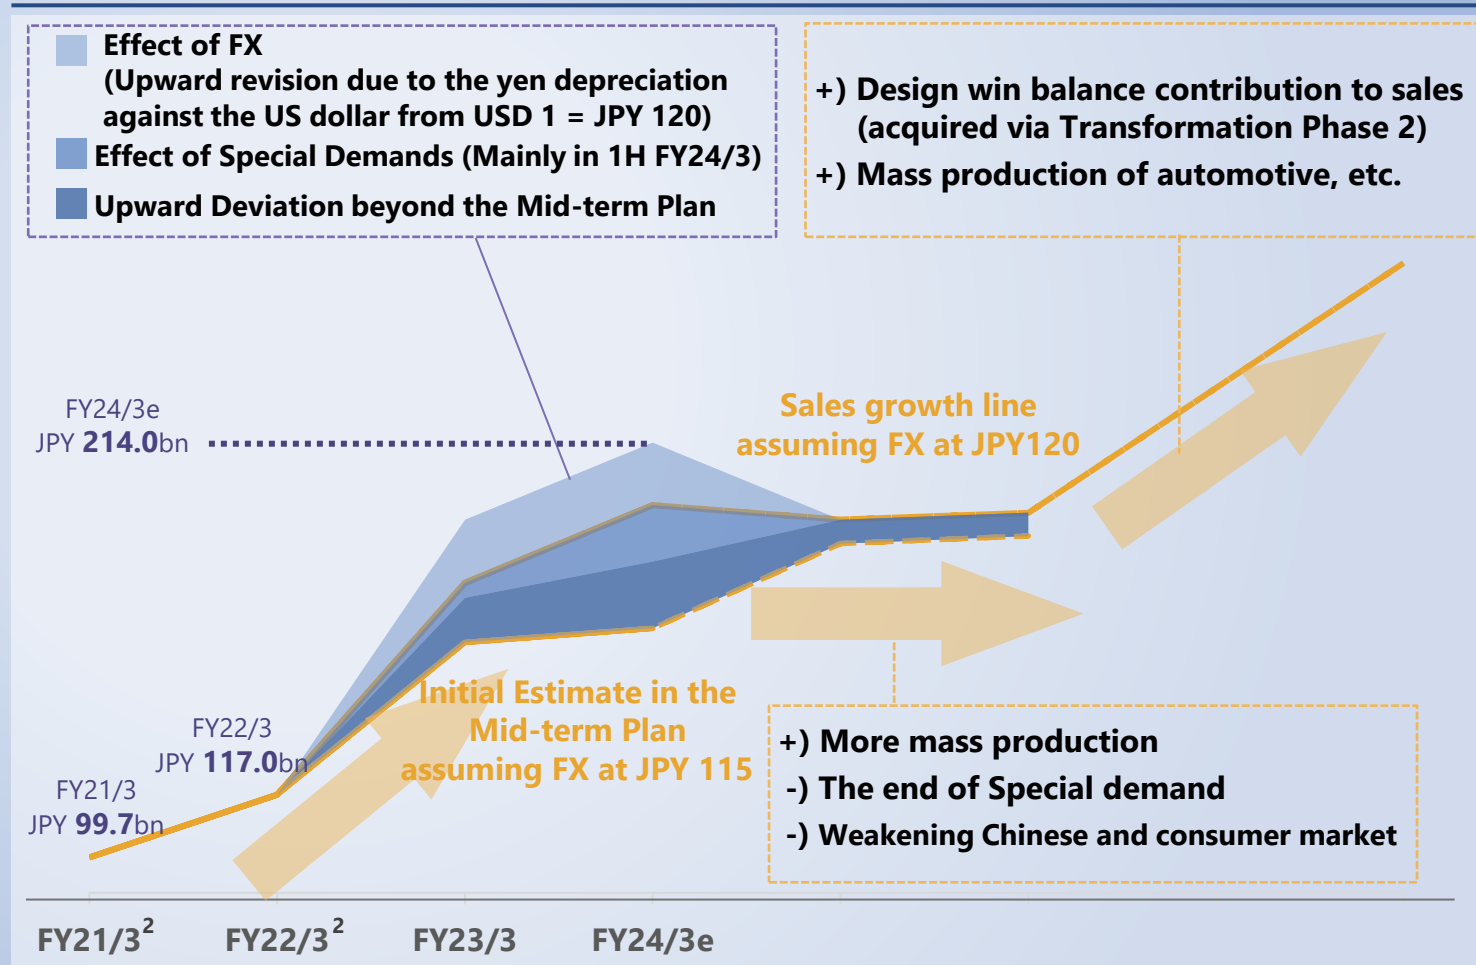 Effect of FX
(Upward revision due to the yen depreciation
against the US dollar from USD 1 = JPY 120)
Effect of Special Demands (Mainly in 1H FY24/3)
Upward Deviation beyond the Mid-term Plan
+) Design win balance contribution to sales
(acquired via Transformation Phase 2)
+) Mass production of automotive, etc.
FY24/3e
JPY 214.0bn
Sales growth line
assuming FX at JPY120
Initial Estimate in the
Mid-term Plan
assuming FX at JPY 115
FY22/3
JPY 117.0bn
FY21/3
JPY 99.7bn
+) More mass production
-) The end of Special demand
-) Weakening Chinese and consumer market
FY21/3²
FY22/3²
FY23/3
FY24/3e